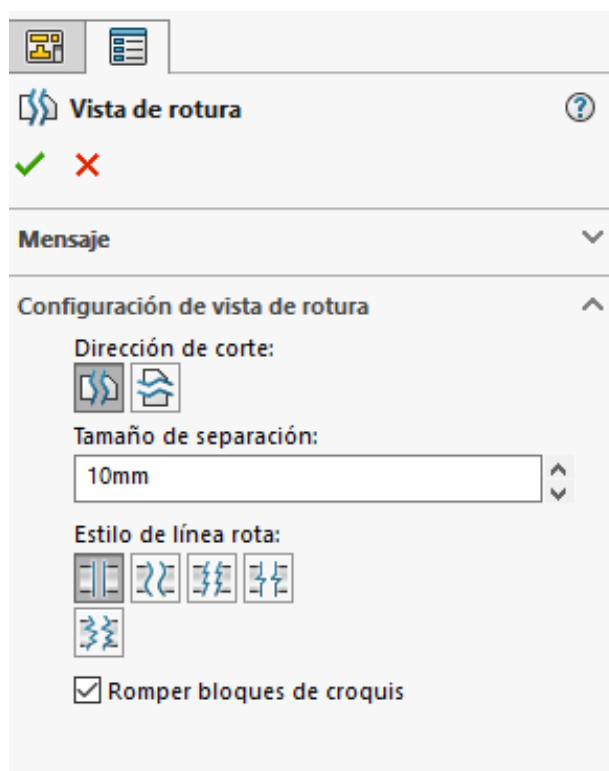 Vista de rotura
?
Mensaje
Configuración de vista de rotura
Dirección de corte:
Tamaño de separación:
10mm
Estilo de línea rota:
Romper bloques de croquis